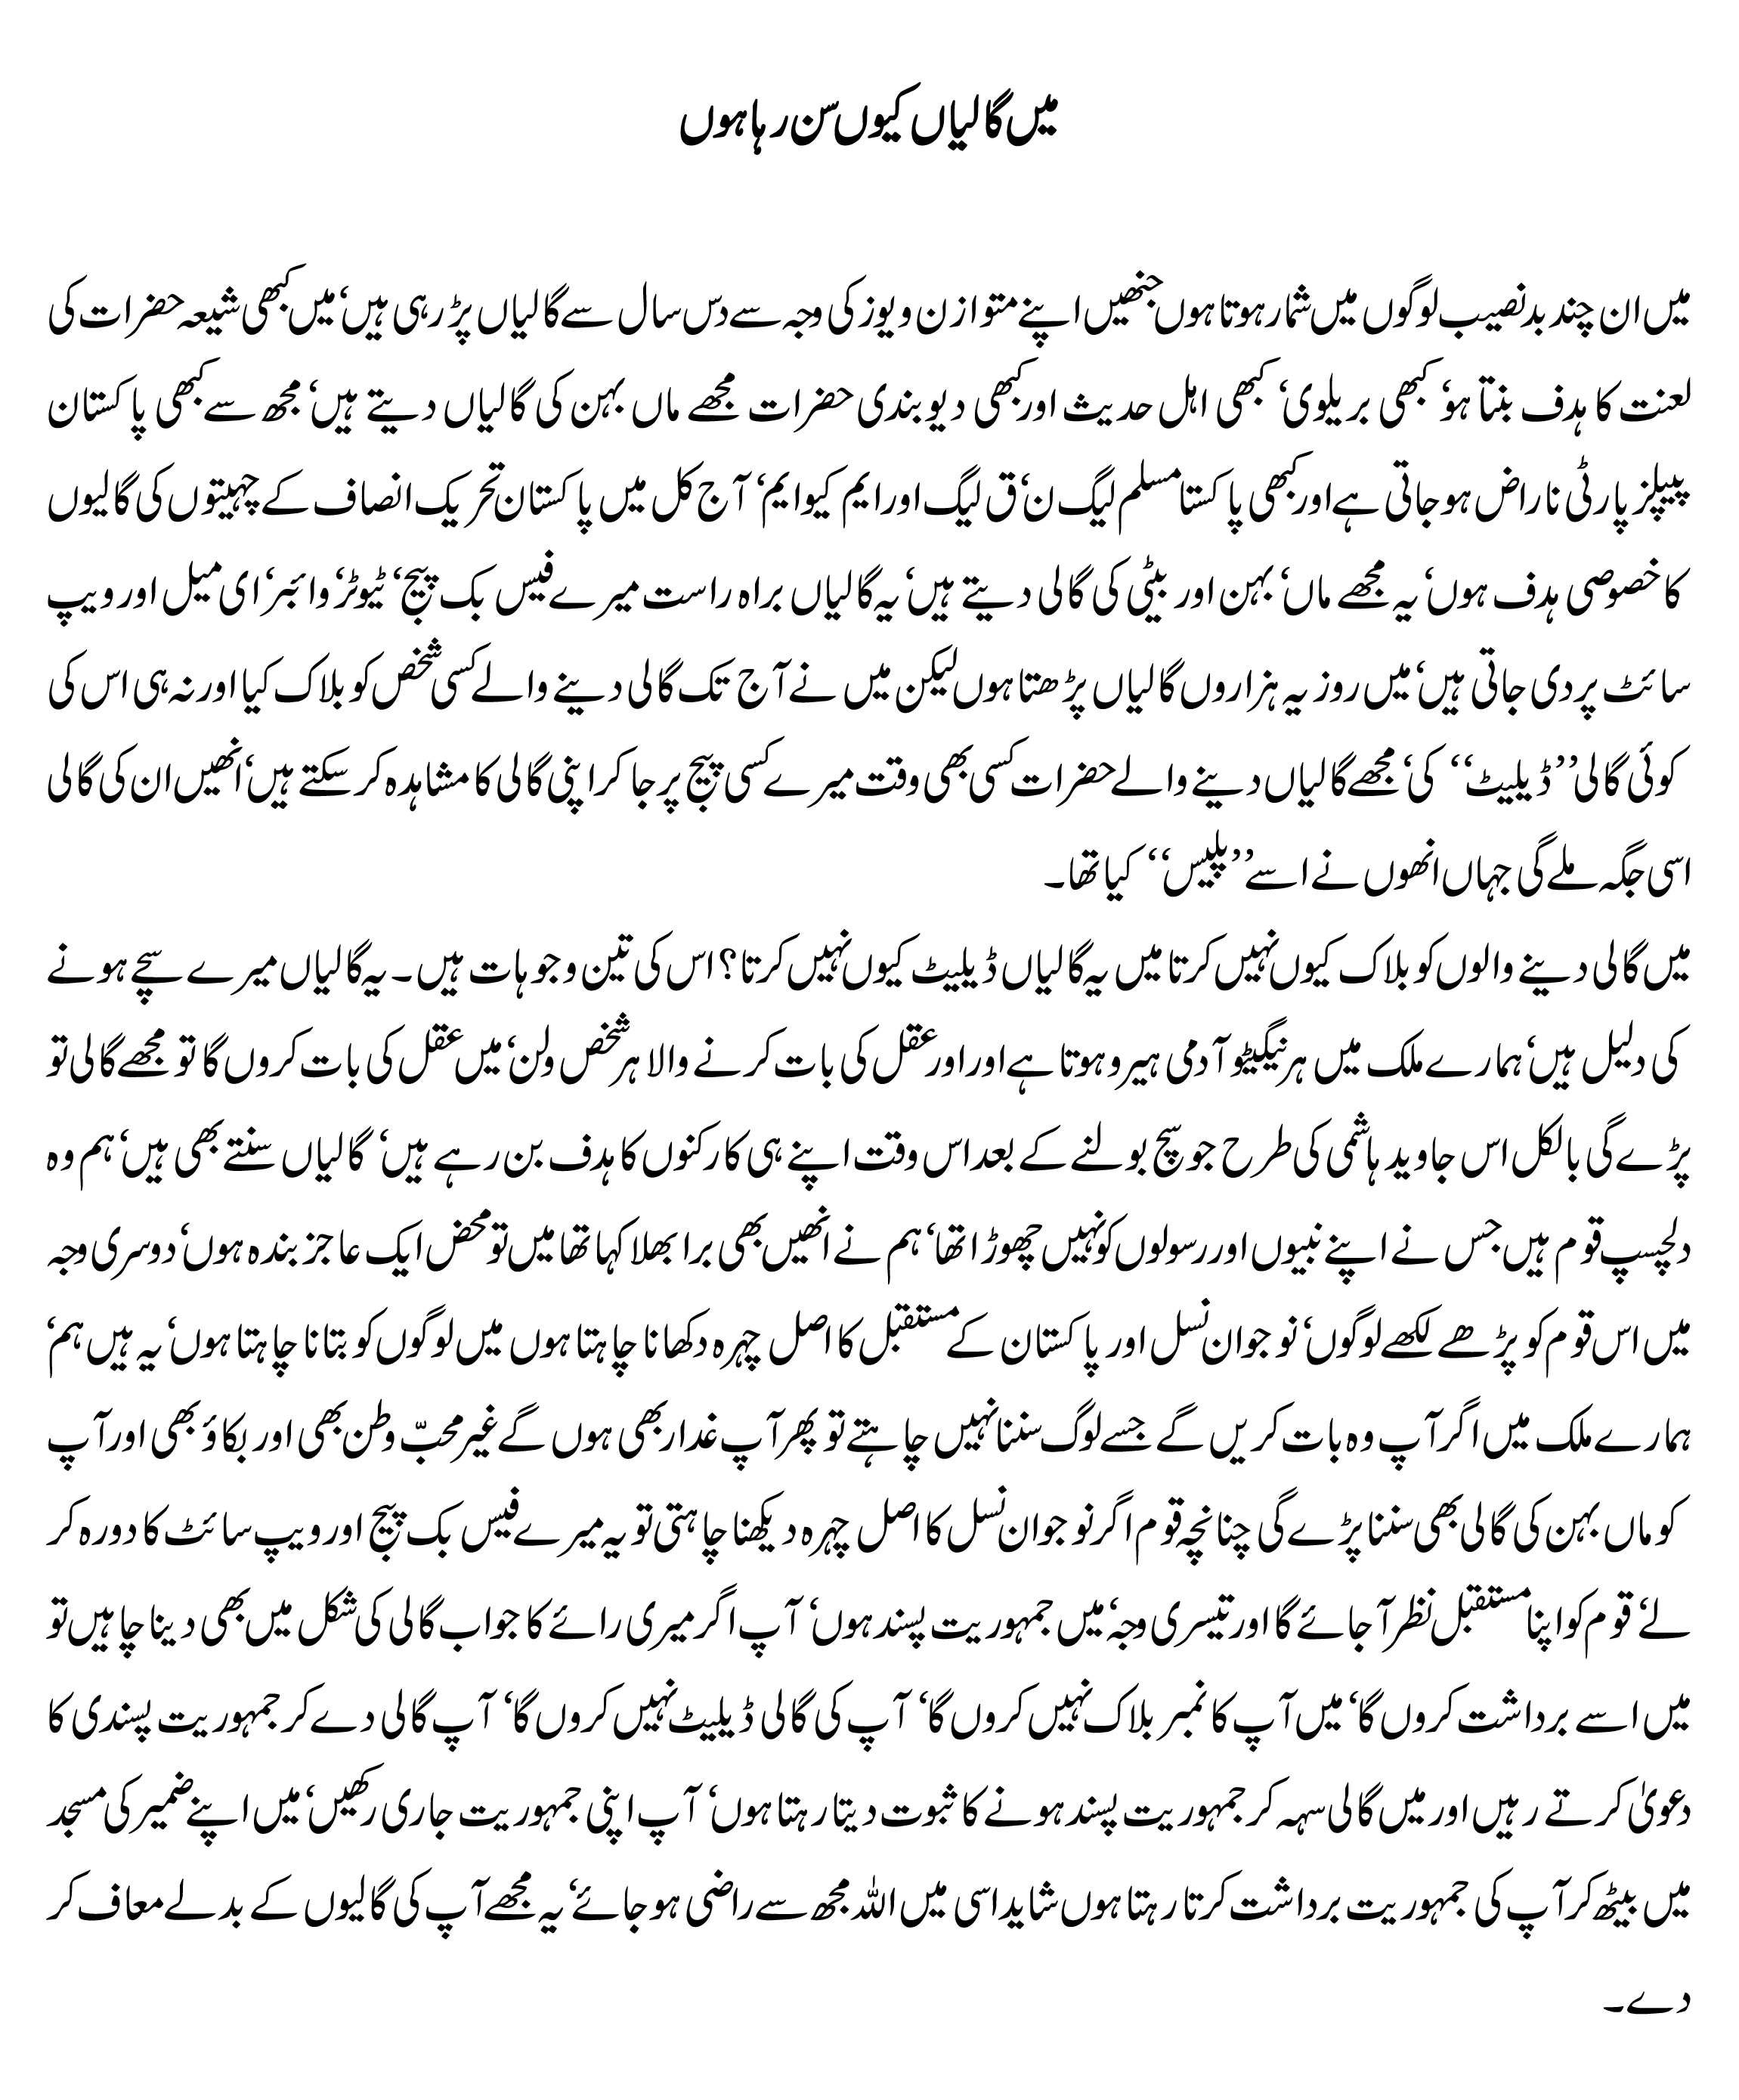 میں گالیاں کیوں سن رہا ہوں
میں ان چند بدنصیب لوگوں میں شمار ہوتا ہوں جنھیں اپنے متوازن ویوز کی وجہ سے دس سال سے گالیاں پڑ رہی ہیں‘ میں کبھی شیعہ حضرات کی
لعنت کا ہدف بنتا ہو‘ کبھی بریلوی‘ کبھی اہل حدیث اور کبھی دیوبندی حضرات مجھے ماں بہن کی گالیاں دیتے ہیں‘ مجھ سے کبھی پاکستان
پیپلز پارٹی ناراض ہو جاتی ہے اور کبھی پاکستا مسلم لیگ ن‘ ق لیگ اور ایم کیو ایم‘ آج کل میں پاکستان تحریک انصاف کے چہیتوں کی گالیوں
کا خصوصی ہدف ہوں‘ یہ مجھے ماں‘ بہن اور بیٹی کی گالی دیتے ہیں‘ یہ گالیاں براہ راست میرے فیس بک پیج‘ ٹیوٹر‘ وائبر‘ ای میل اور ویپ
سائٹ پر دی جاتی ہیں‘ میں روز یہ ہزاروں گالیاں پڑھتا ہوں لیکن میں نے آج تک گالی دینے والے کسی شخص کو بلاک کیا اور نہ ہی اس کی
کوئی گالی ’’ڈیلیٹ‘‘ کی‘ مجھے گالیاں دینے والے حضرات کسی بھی وقت میرے کسی پیج پر جا کر اپنی گالی کا مشاہدہ کر سکتے ہیں‘ انھیں ان کی گالی
اسی جگہ ملے گی جہاں انھوں نے اسے ’’پلیس‘‘ کیا تھا۔
میں گالی دینے والوں کو بلاک کیوں نہیں کرتا میں یہ گالیاں ڈیلیٹ کیوں نہیں کرتا؟ اس کی تین وجوہات ہیں۔ یہ گالیاں میرے سچے ہونے
کی دلیل ہیں‘ ہمارے ملک میں ہر نیگیٹو آدمی ہیرو ہوتا ہے اور اور عقل کی بات کرنے والا ہر شخص ولن‘ میں عقل کی بات کروں گا تو مجھے گالی تو
پڑے گی بالکل اس جاوید ہاشمی کی طرح جو سچ بولنے کے بعد اس وقت اپنے ہی کارکنوں کا ہدف بن رہے ہیں‘ گالیاں سنتے بھی ہیں‘ ہم وہ
دلچسپ قوم ہیں جس نے اپنے نبیوں اور رسولوں کو نہیں چھوڑا تھا‘ ہم نے انھیں بھی برا بھلا کہا تھا میں تو محض ایک عاجز بندہ ہوں‘ دوسری وجہ
میں اس قوم کو پڑھے لکھے لوگوں‘ نوجوان نسل اور پاکستان کے مستقبل کا اصل چہرہ دکھانا چاہتا ہوں میں لوگوں کو بتانا چاہتا ہوں‘ یہ ہیں ہم‘
ہمارے ملک میں اگر آپ وہ بات کریں گے جسے لوگ سننا نہیں چاہتے تو پھر آپ غدار بھی ہوں گے غیر محبّ وطن بھی اور بکاؤ بھی اور آپ
کو ماں بہن کی گالی بھی سننا پڑے گی چنانچہ قوم اگر نوجوان نسل کا اصل چہرہ دیکھنا چاہتی تو یہ میرے فیس بک پیج اور ویپ سائٹ کا دورہ کر
لے‘ قوم کو اپنا مستقبل نظر آ جائے گا اور تیسری وجہ‘ میں جمہوریت پسند ہوں‘ آپ اگر میری رائے کا جواب گالی کی شکل میں بھی دینا چاہیں تو
میں اسے برداشت کروں گا‘ میں آپ کا نمبر بلاک نہیں کروں گا‘ آپ کی گالی ڈیلیٹ نہیں کروں گا‘ آپ گالی دے کر جمہوریت پسندی کا
دعویٰ کرتے رہیں اور میں گالی سہہ کر جمہوریت پسند ہونے کا ثبوت دیتا رہتا ہوں‘ آپ اپنی جمہوریت جاری رکھیں‘ میں اپنے ضمیر کی مسجد
میں بیٹھ کر آپ کی جمہوریت برداشت کرتا رہتا ہوں شاید اسی میں اللہ مجھ سے راضی ہو جائے‘ یہ مجھے آپ کی گالیوں کے بدلے معاف کر
دے۔